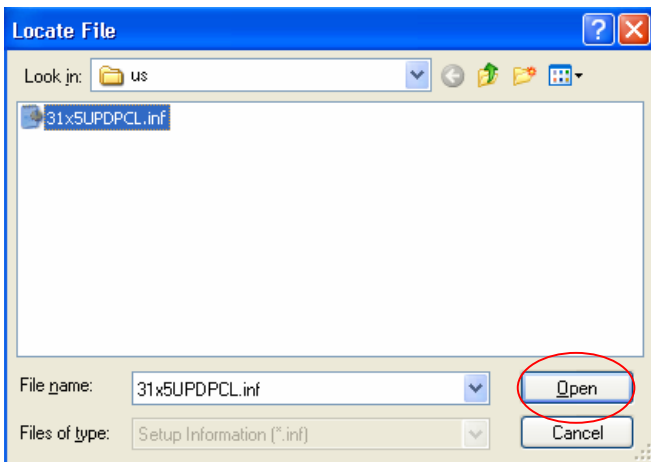 Locate File
Look in: us
31x5UPDPCL.inf
File name: 31x5UPDPCL.inf Open
Files of type: Setup Information (*.inf) Cancel